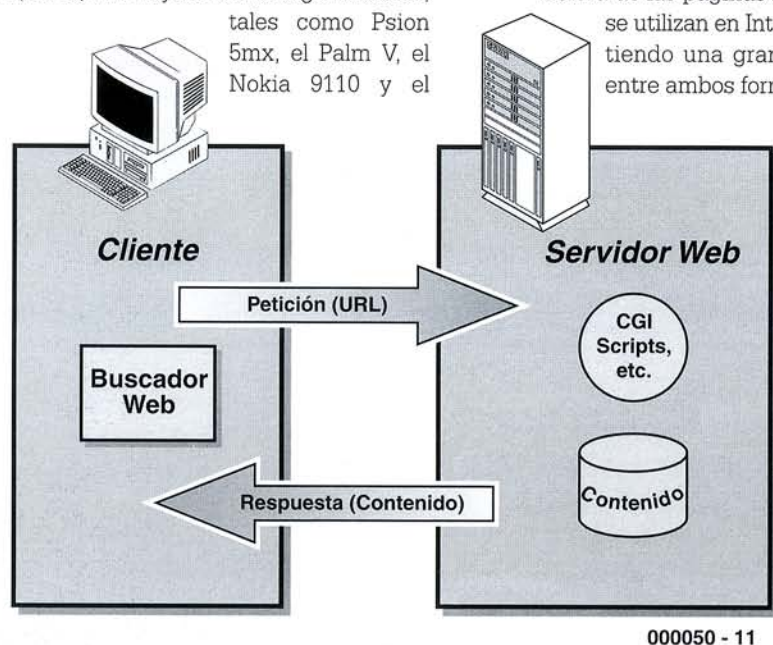 tales como Psion
5mx, el Palm V, el
Nokia 9110 y el
se utilizan en Int
tiendo una gran
entre ambos form
Cliente
Servidor Web
Petición (URL)
CGI
Scripts,
etc.
Buscador
Web
Contenido
Respuesta (Contenido)
000050 - 11